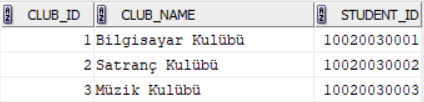 CLUB_ID CLUB_NAME STUDENT_ID
1 Bilgisayar Kulübü 10020030001
2 Satranç Kulübü 10020030002
3 Müzik Kulübü 10020030003